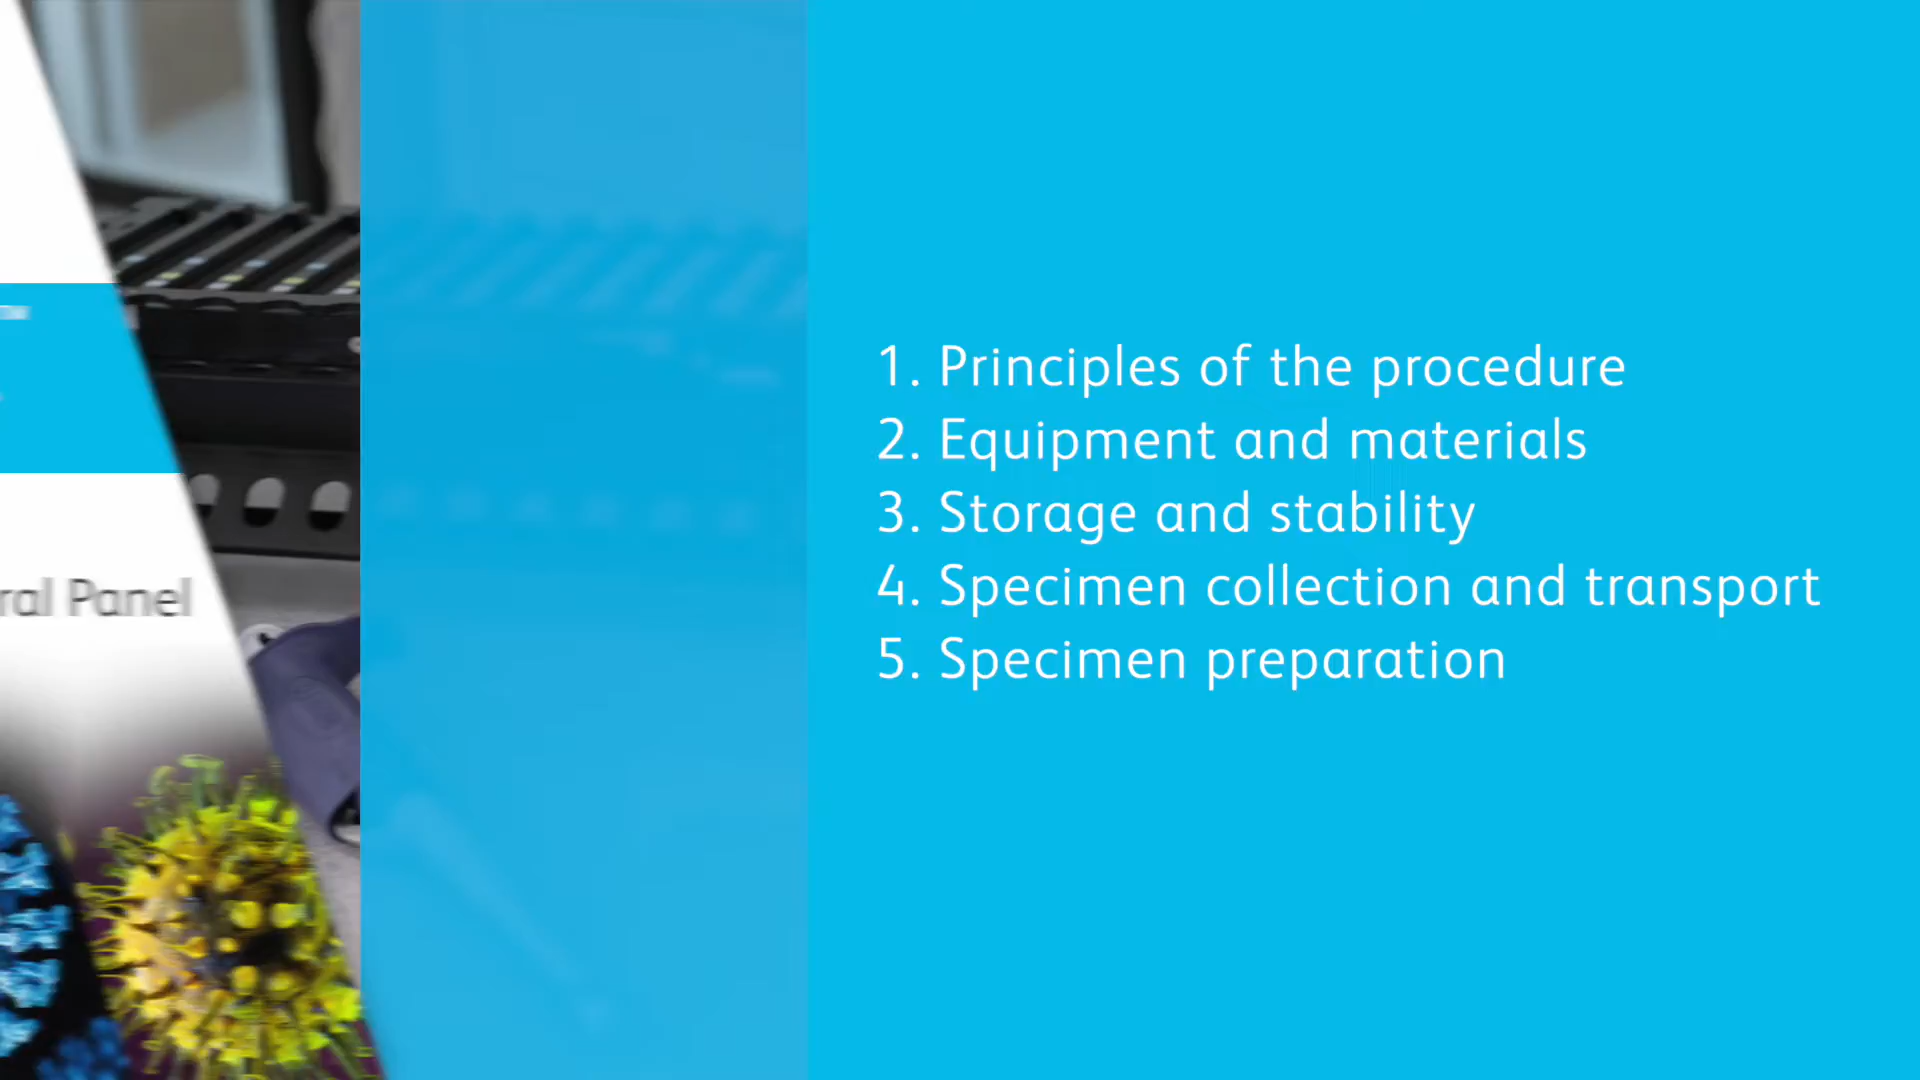 Panel
1. Principles of the procedure
2. Equipment and materials
3. Storage and stability
4. Specimen collection and transport
5. Specimen preparation